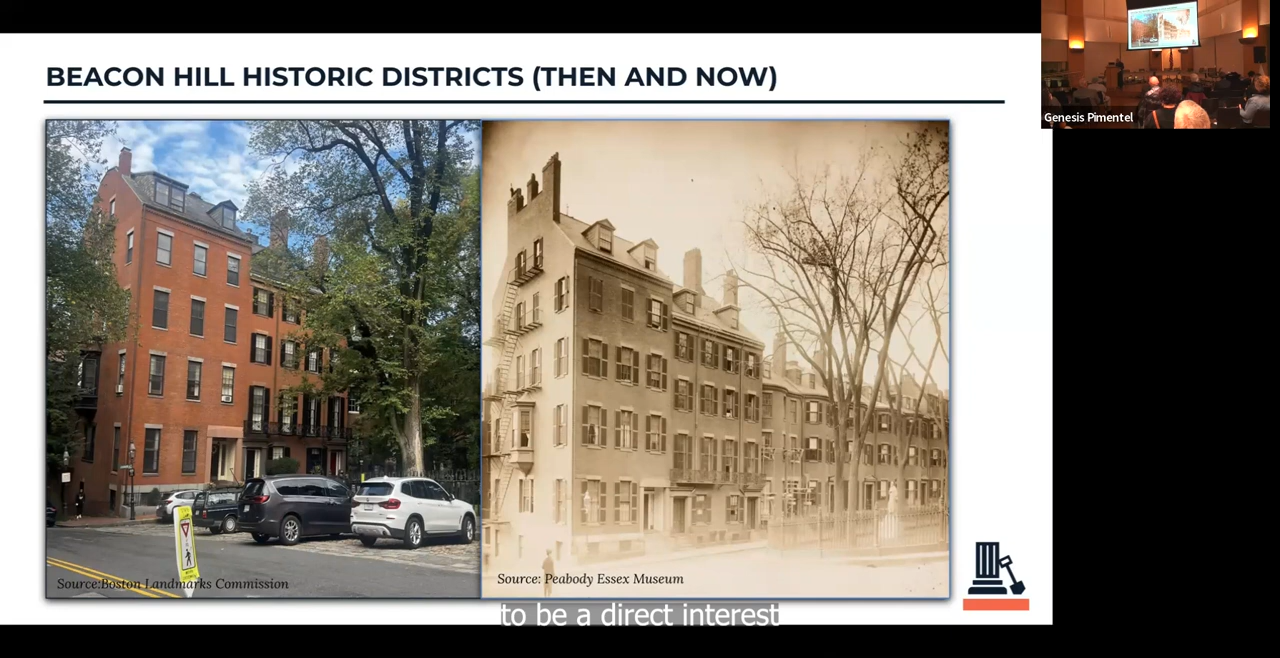 BEACON HILL HISTORIC DISTRICTS (THEN AND NOW)
Genesis Pimentel
Source:Boston Landmarks Commission
Source: Peabody Essex Museum
to be a direct interest